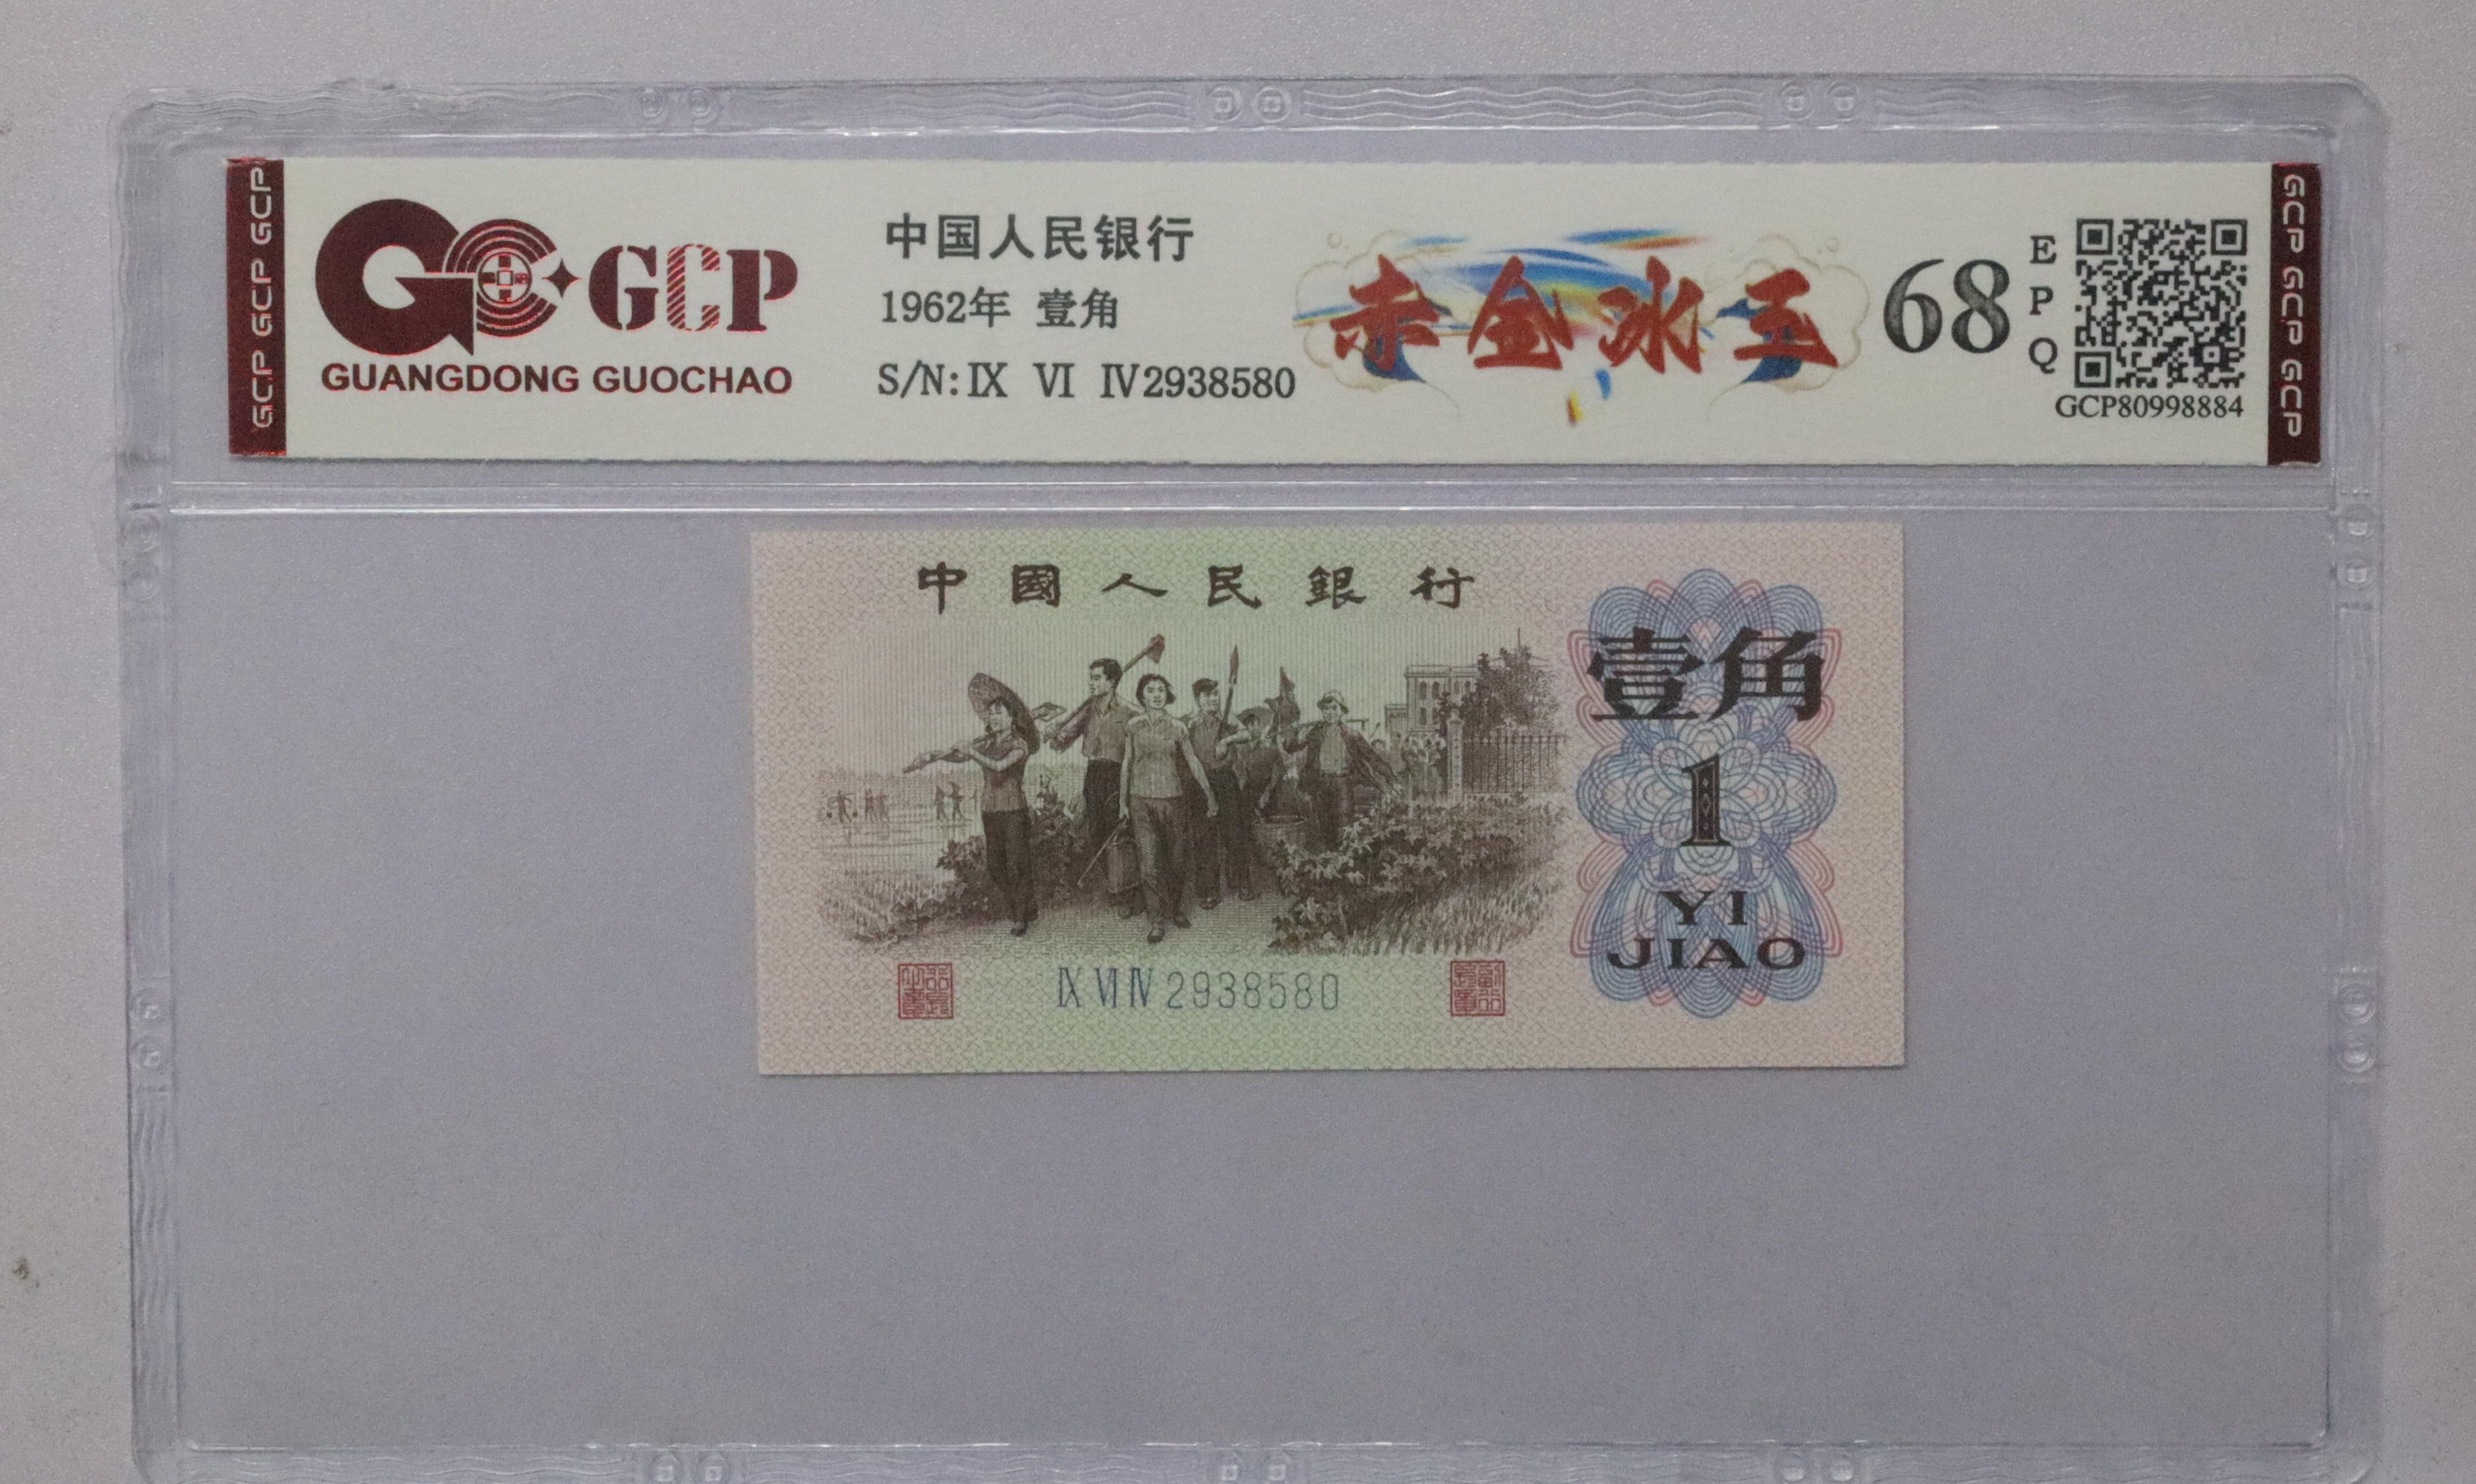 GCP GCP GCP
GCP
GUANGDONG GUOCHAO
中国人民银行
1962年 壹角
S/N:Ⅸ Ⅵ Ⅳ2938580
赤金冰玉
68
E
P
Q
GCP80998884
GCP GCP GCP
中國人民銀行
壹角
1
YI
JIAO
Ⅸ Ⅵ Ⅳ 2938580